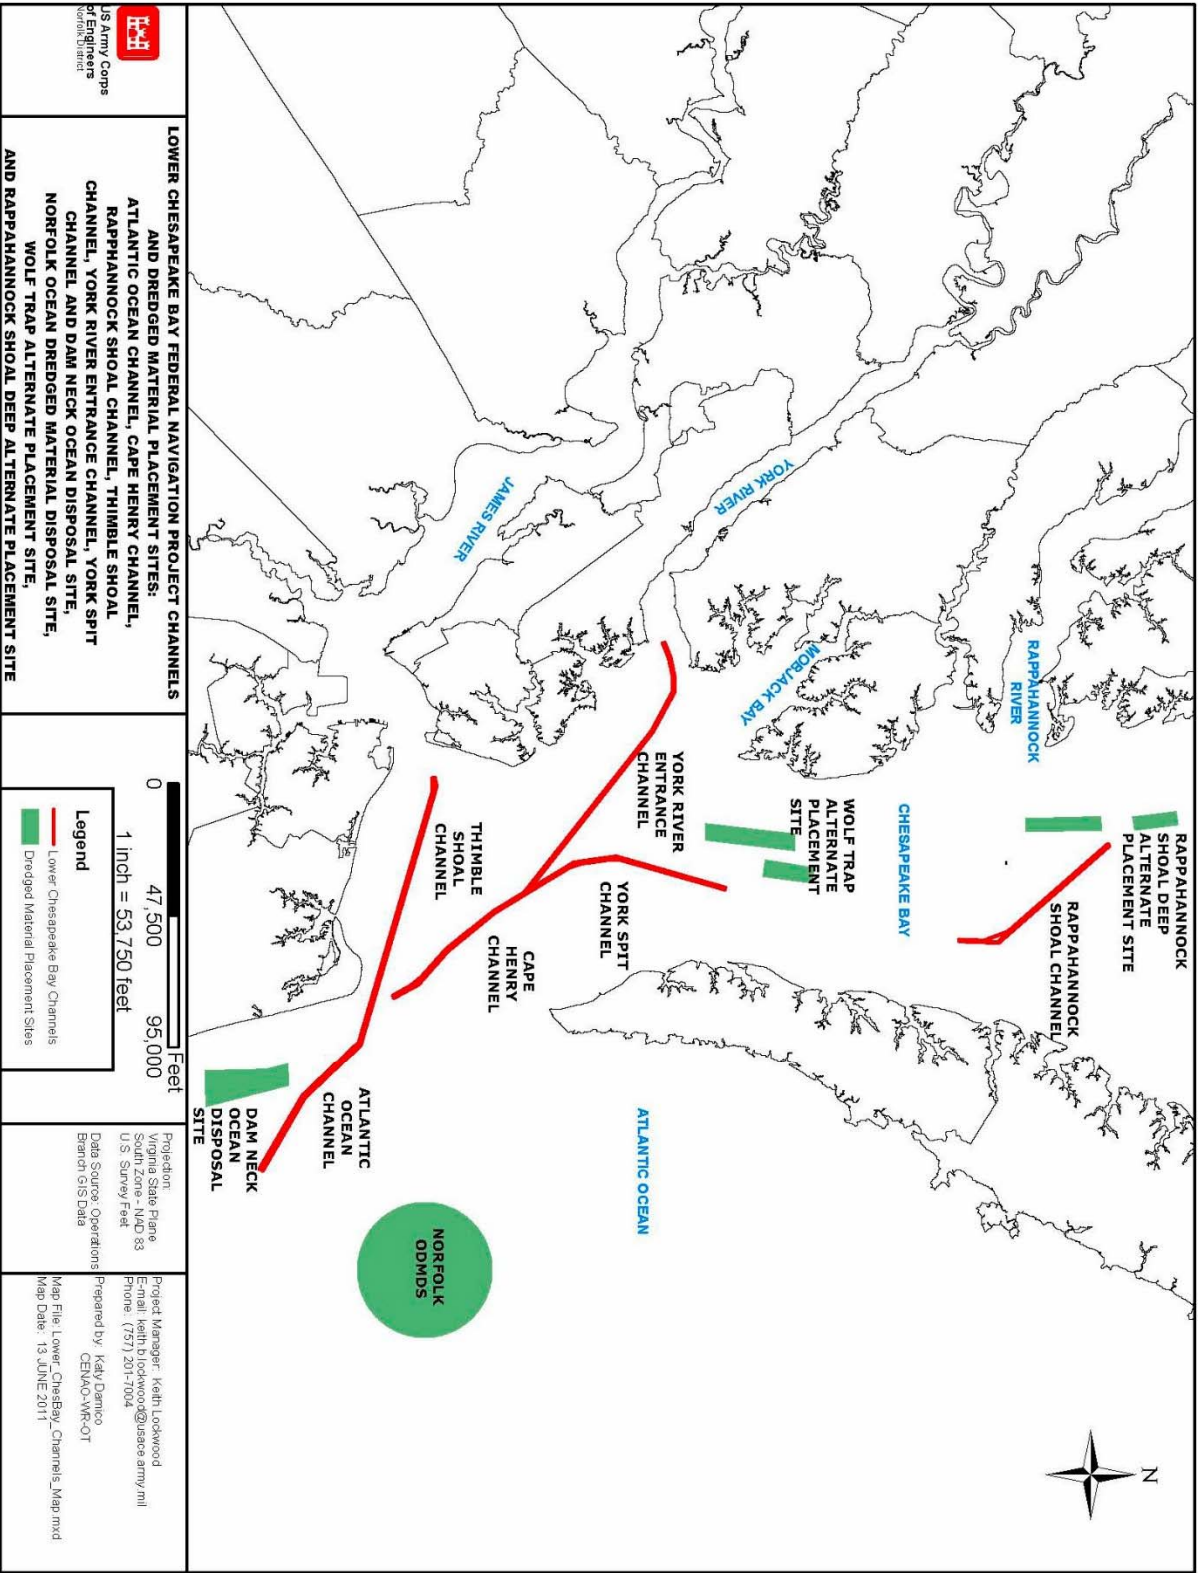 N
RAPPAHANNOCK
SHOAL DEEP
ALTERNATE
PLACEMENT SITE
RAPPAHANNOCK
RIVER
RAPPAHANNOCK
SHOAL CHANNEL
CHESAPEAKE BAY
MOBJACK BAY
WOLF TRAP
ALTERNATE
PLACEMENT
SITE
YORK RIVER
YORK RIVER
ENTRANCE
CHANNEL
YORK SPIT
CHANNEL
ATLANTIC OCEAN
JAMES RIVER
CAPE
HENRY
CHANNEL
THIMBLE
SHOAL
CHANNEL
NORFOLK
ODMDS
ATLANTIC
OCEAN
CHANNEL
DAM NECK
OCEAN
DISPOSAL
SITE
US Army Corps
of Engineers
Norfolk District
LOWER CHESAPEAKE BAY FEDERAL NAVIGATION PROJECT CHANNELS
AND DREDGED MATERIAL PLACEMENT SITES:
ATLANTIC OCEAN CHANNEL, CAPE HENRY CHANNEL,
RAPPHANNOCK SHOAL CHANNEL, THIMBLE SHOAL
CHANNEL, YORK RIVER ENTRANCE CHANNEL, YORK SPIT
CHANNEL AND DAM NECK OCEAN DISPOSAL SITE,
NORFOLK OCEAN DREDGED MATERIAL DISPOSAL SITE,
WOLF TRAP ALTERNATE PLACEMENT SITE,
AND RAPPAHANNOCK SHOAL DEEP ALTERNATE PLACEMENT SITE
Feet
0 47,500 95,000
1 inch = 53,750 feet
Legend
Lower Chesapeake Bay Channels
Dredged Material Placement Sites
Projection:
Virginia State Plane
South Zone - NAD 83
U.S. Survey Feet
Data Source: Operations
Branch GIS Data
Project Manager: Keith Lockwood
E-mail: keith.b.lockwood@usace.army.mil
Phone: (757) 201-7004
Prepared by: Katy Damico
CENAO-WR-OT
Map File: Lower_ChesBay_Channels_Map.mxd
Map Date: 13 JUNE 2011